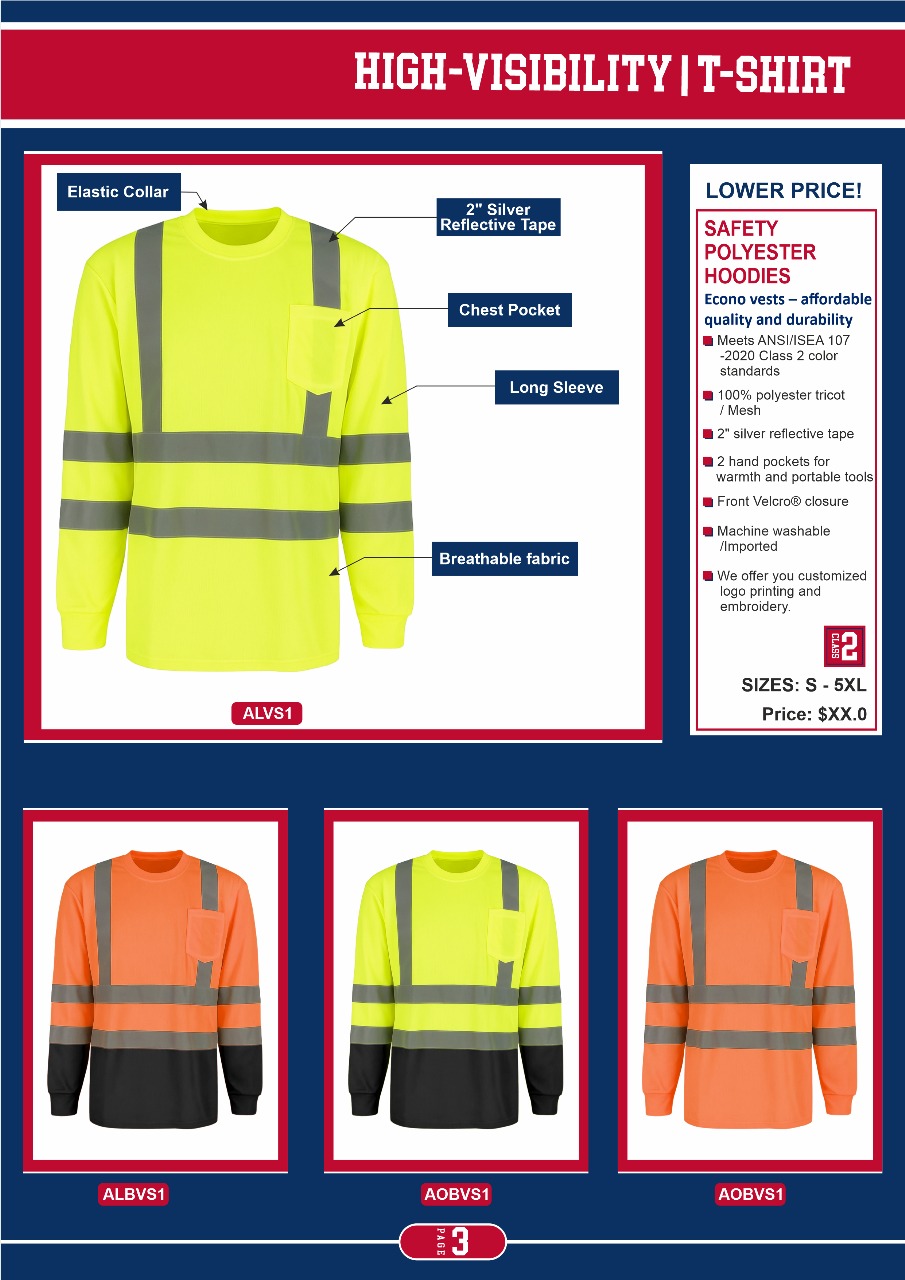 HIGH-VISIBILITY | T-SHIRT
Elastic Collar
2" Silver
Reflective Tape
Chest Pocket
Long Sleeve
Breathable fabric
ALVS1
LOWER PRICE!
SAFETY
POLYESTER
HOODIES
Econo vests – affordable
quality and durability
Meets ANSI/ISEA 107
-2020 Class 2 color
standards
100% polyester tricot
/ Mesh
2" silver reflective tape
2 hand pockets for
warmth and portable tools
Front Velcro® closure
Machine washable
/Imported
We offer you customized
logo printing and
embroidery.
CLASS 2
SIZES: S - 5XL
Price: $XX.0
ALBVS1
AOBVS1
AOBVS1
PAGE 3